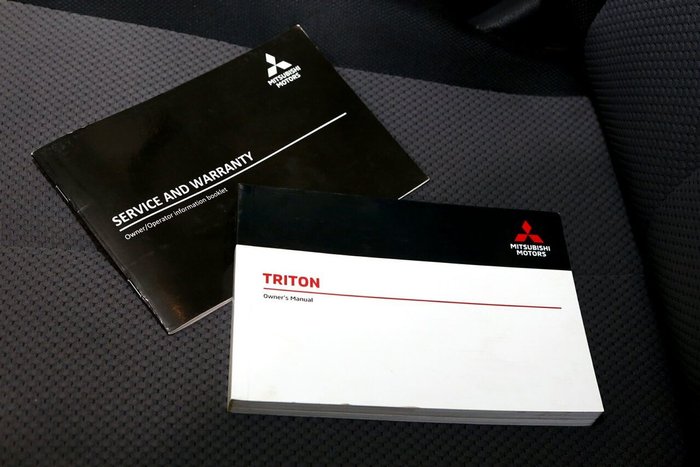 MITSUBISHI
MOTORS
SERVICE AND WARRANTY
Owner/Operator information booklet
MITSUBISHI
MOTORS
TRITON
Owner's Manual